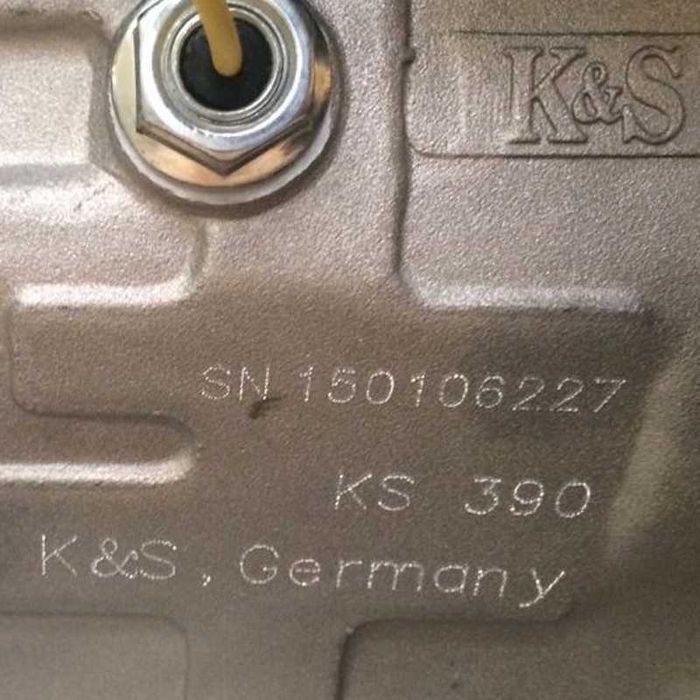 K&S
SN 150106227
KS 390
K&S, Germany